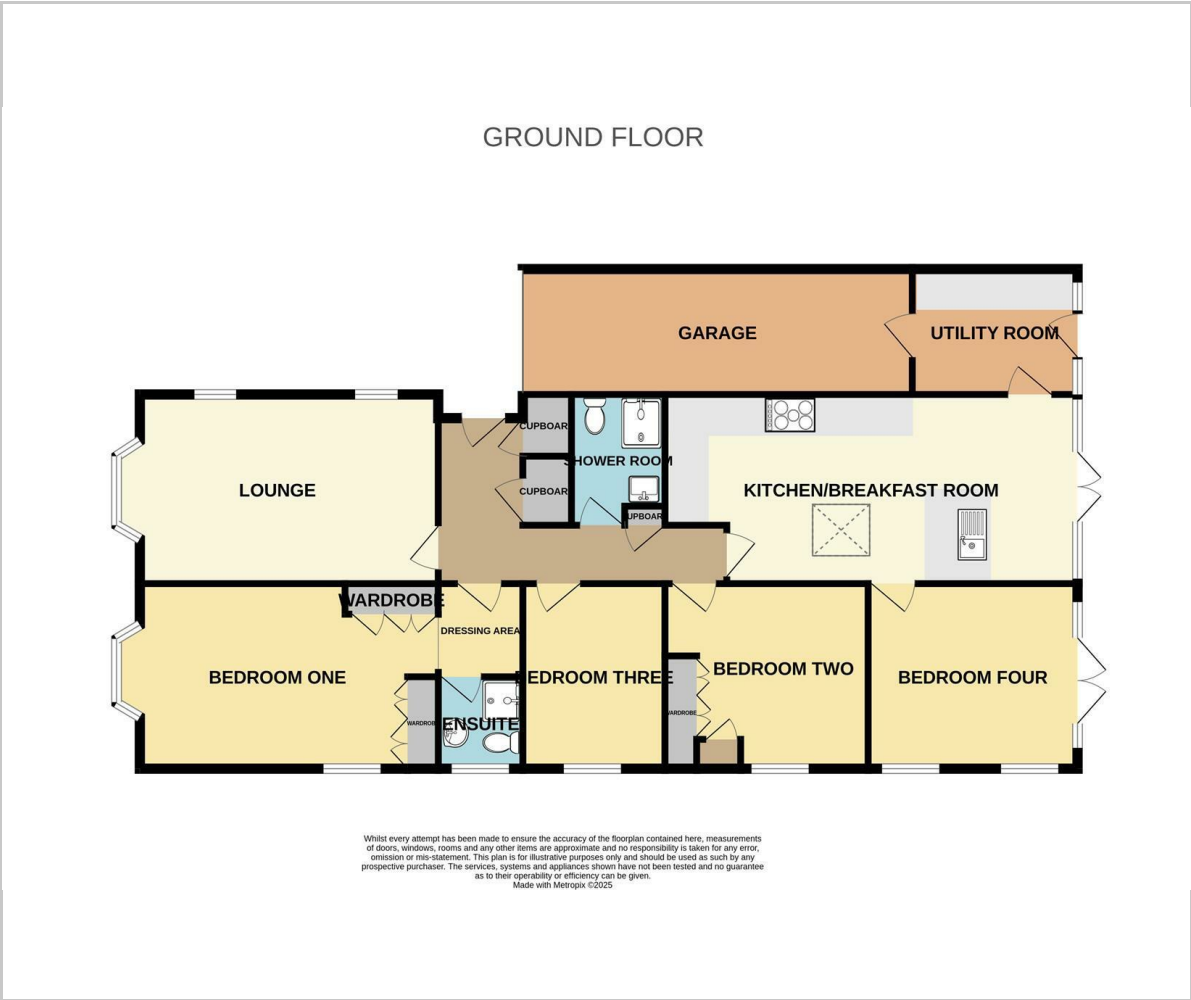 GROUND FLOOR
GARAGE
UTILITY ROOM
CUPBOAR
SHOWER ROOM
LOUNGE
CUPBOAR
KITCHEN/BREAKFAST ROOM
UPBOAR
WARDROBE
DRESSING AREA
BEDROOM ONE
EDROOM THREE
BEDROOM TWO
BEDROOM FOUR
WARDROB
ENSUITE
WARDROBE
Whilst every attempt has been made to ensure the accuracy of the floorplan contained here, measurements
of doors, windows, rooms and any other items are approximate and no responsibility is taken for any error,
omission or mis-statement. This plan is for illustrative purposes only and should be used as such by any
prospective purchaser. The services, systems and appliances shown have not been tested and no guarantee
as to their operability or efficiency can be given.
Made with Metropix ©2025